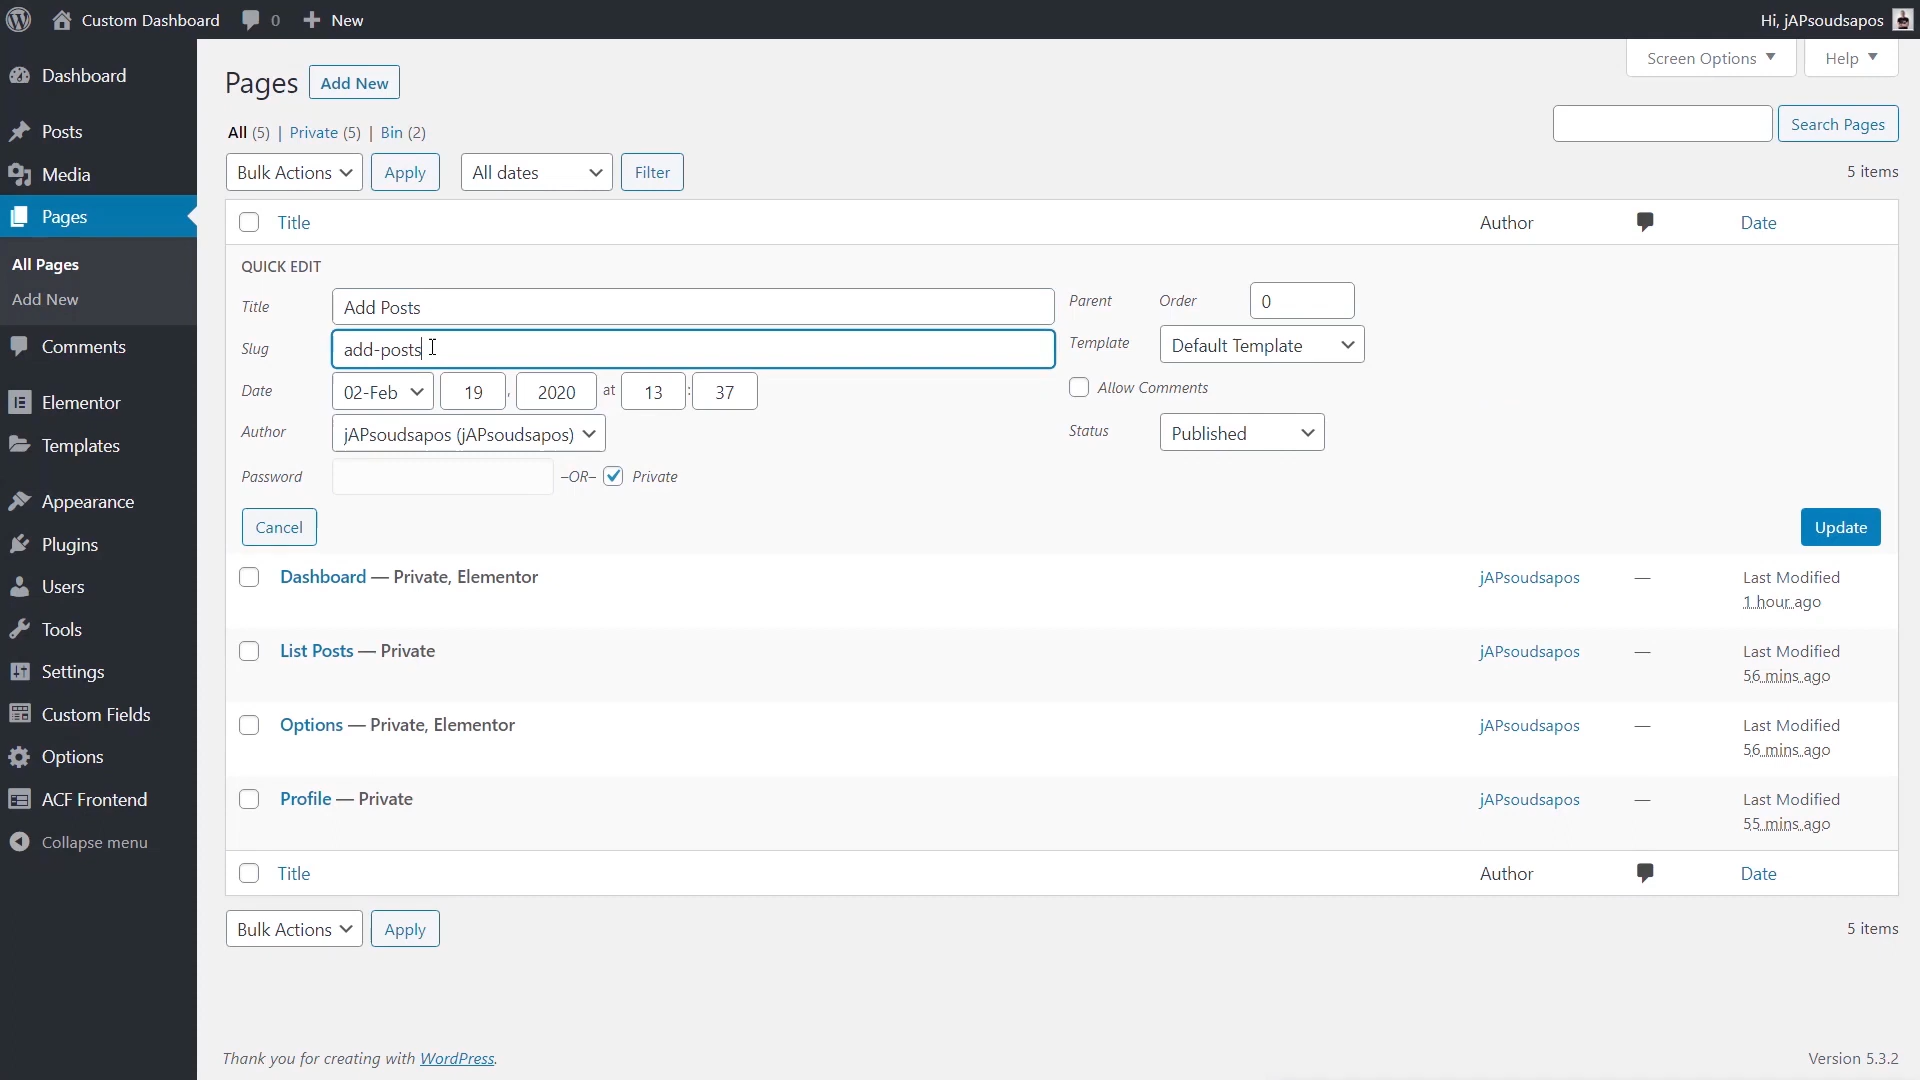 Custom Dashboard 0 New
Hi, jAPsoudsapos
Dashboard
Posts
Media
Pages
All Pages
Add New
Comments
Elementor
Templates
Appearance
Plugins
Users
Tools
Settings
Custom Fields
Options
ACF Frontend
Collapse menu
Screen Options Help
Pages Add New
All (5) | Private (5) | Bin (2)
Search Pages
Bulk Actions Apply All dates Filter
5 items
Title Author Date
QUICK EDIT
Title Add Posts
Slug add-posts
Date 02-Feb 19 , 2020 at 13 : 37
Author jAPsoudsapos (jAPsoudsapos)
Password –OR– Private
Parent Order 0
Template Default Template
Allow Comments
Status Published
Cancel Update
Dashboard — Private, Elementor jAPsoudsapos — Last Modified
1 hour ago
List Posts — Private jAPsoudsapos — Last Modified
56 mins ago
Options — Private, Elementor jAPsoudsapos — Last Modified
56 mins ago
Profile — Private jAPsoudsapos — Last Modified
55 mins ago
Title Author Date
Bulk Actions Apply
5 items
Thank you for creating with WordPress.
Version 5.3.2